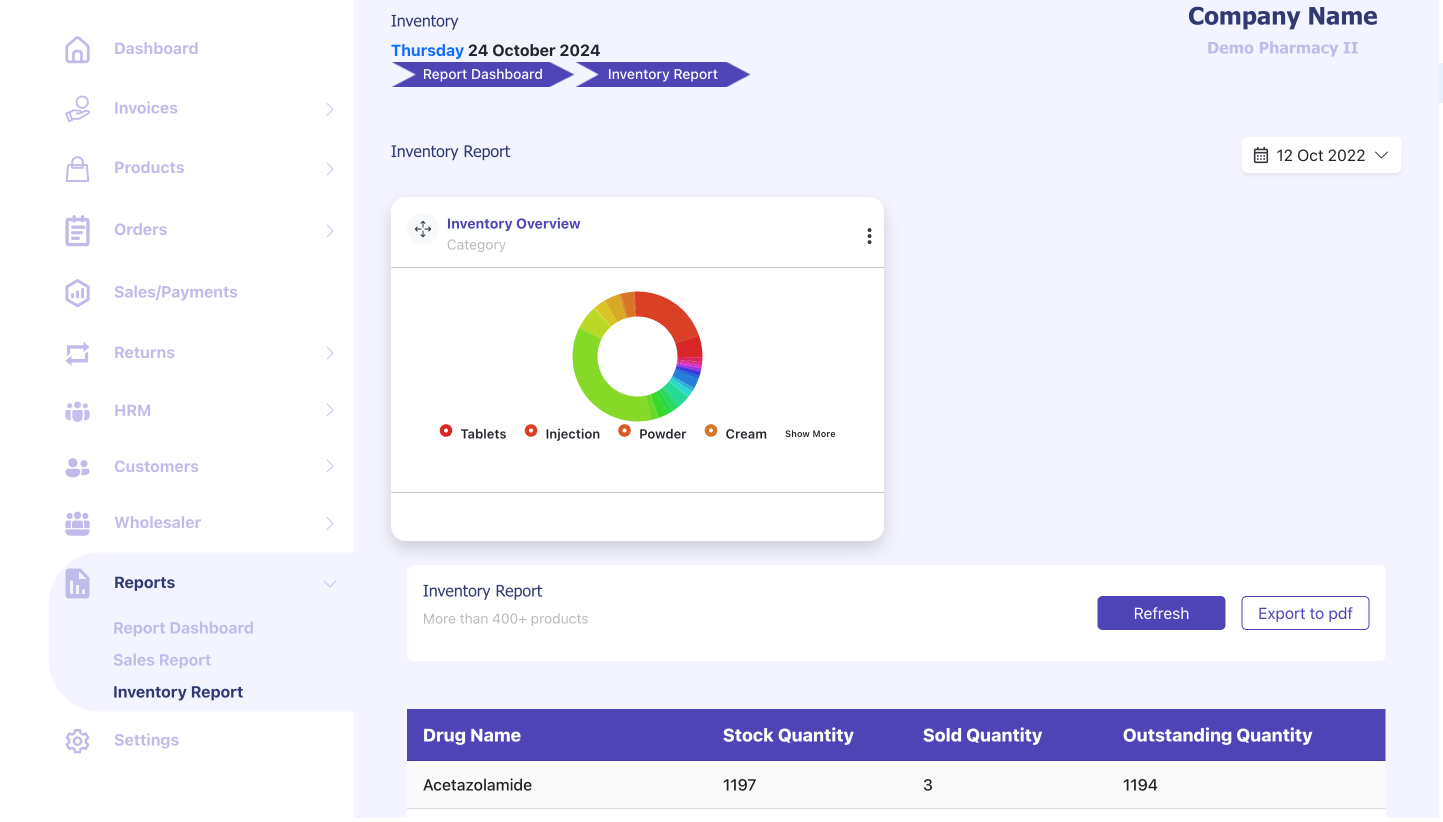 Dashboard
Invoices
Products
Orders
Sales/Payments
Returns
HRM
Customers
Wholesaler
Reports
Report Dashboard
Sales Report
Inventory Report
Settings
Inventory
Thursday 24 October 2024
Report Dashboard Inventory Report
Company Name
Demo Pharmacy II
Inventory Report
12 Oct 2022
Inventory Overview
Category
Tablets Injection Powder Cream Show More
Inventory Report
More than 400+ products
Refresh Export to pdf
Drug Name Stock Quantity Sold Quantity Outstanding Quantity
Acetazolamide 1197 3 1194